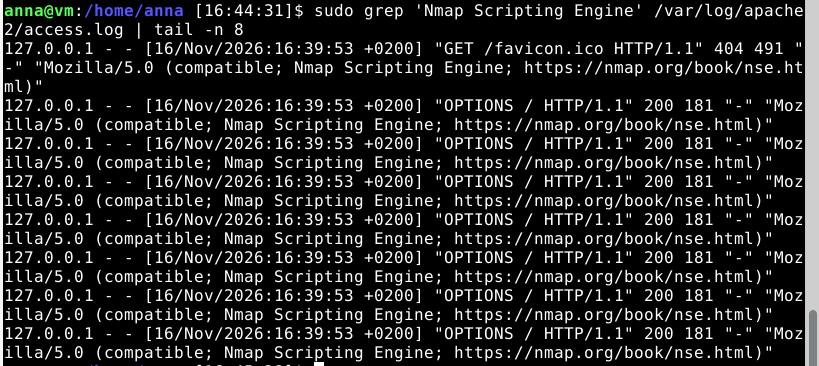 anna@vm:/home/anna [16:44:31]$ sudo grep 'Nmap Scripting Engine' /var/log/apache
2/access.log | tail -n 8
127.0.0.1 - - [16/Nov/2026:16:39:53 +0200] "GET /favicon.ico HTTP/1.1" 404 491 "
-" "Mozilla/5.0 (compatible; Nmap Scripting Engine; https://nmap.org/book/nse.ht
ml)"
127.0.0.1 - - [16/Nov/2026:16:39:53 +0200] "OPTIONS / HTTP/1.1" 200 181 "-" "Moz
illa/5.0 (compatible; Nmap Scripting Engine; https://nmap.org/book/nse.html)"
127.0.0.1 - - [16/Nov/2026:16:39:53 +0200] "OPTIONS / HTTP/1.1" 200 181 "-" "Moz
illa/5.0 (compatible; Nmap Scripting Engine; https://nmap.org/book/nse.html)"
127.0.0.1 - - [16/Nov/2026:16:39:53 +0200] "OPTIONS / HTTP/1.1" 200 181 "-" "Moz
illa/5.0 (compatible; Nmap Scripting Engine; https://nmap.org/book/nse.html)"
127.0.0.1 - - [16/Nov/2026:16:39:53 +0200] "OPTIONS / HTTP/1.1" 200 181 "-" "Moz
illa/5.0 (compatible; Nmap Scripting Engine; https://nmap.org/book/nse.html)"
127.0.0.1 - - [16/Nov/2026:16:39:53 +0200] "OPTIONS / HTTP/1.1" 200 181 "-" "Moz
illa/5.0 (compatible; Nmap Scripting Engine; https://nmap.org/book/nse.html)"
127.0.0.1 - - [16/Nov/2026:16:39:53 +0200] "OPTIONS / HTTP/1.1" 200 181 "-" "Moz
illa/5.0 (compatible; Nmap Scripting Engine; https://nmap.org/book/nse.html)"
127.0.0.1 - - [16/Nov/2026:16:39:53 +0200] "OPTIONS / HTTP/1.1" 200 181 "-" "Moz
illa/5.0 (compatible; Nmap Scripting Engine; https://nmap.org/book/nse.html)"